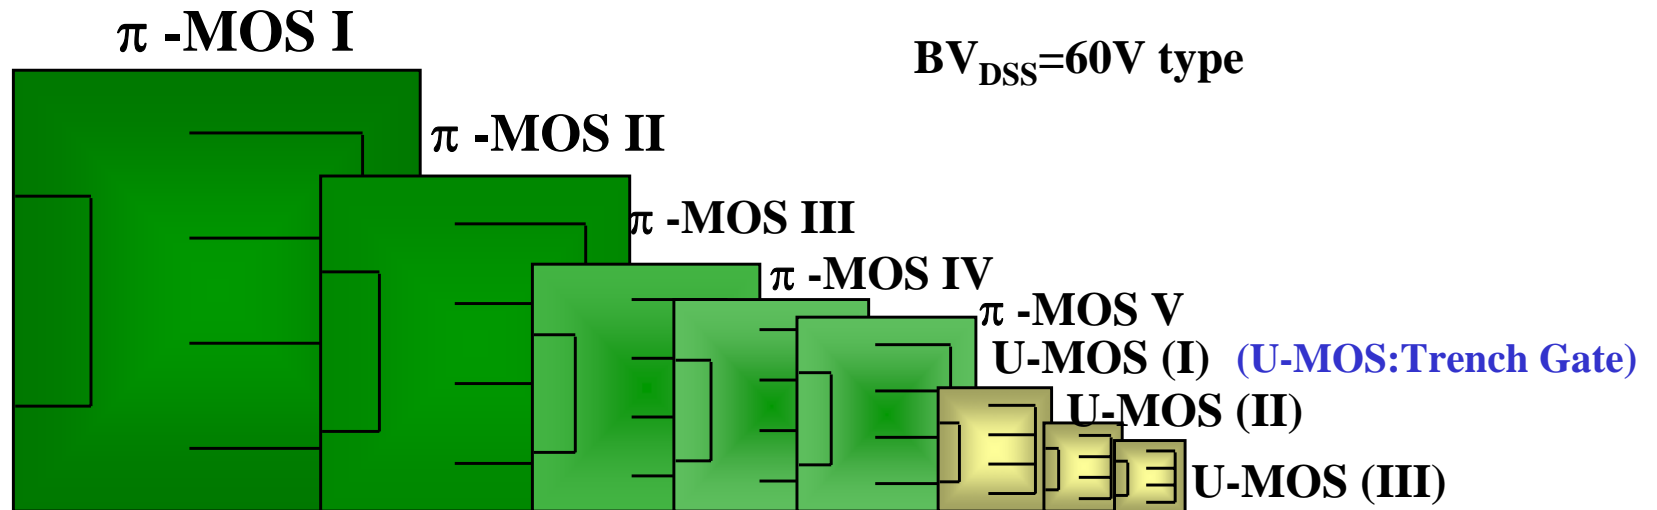 π -MOS I
BVDSS=60V type
π -MOS II
π -MOS III
π -MOS IV
π -MOS V
U-MOS (I) (U-MOS:Trench Gate)
U-MOS (II)
U-MOS (III)